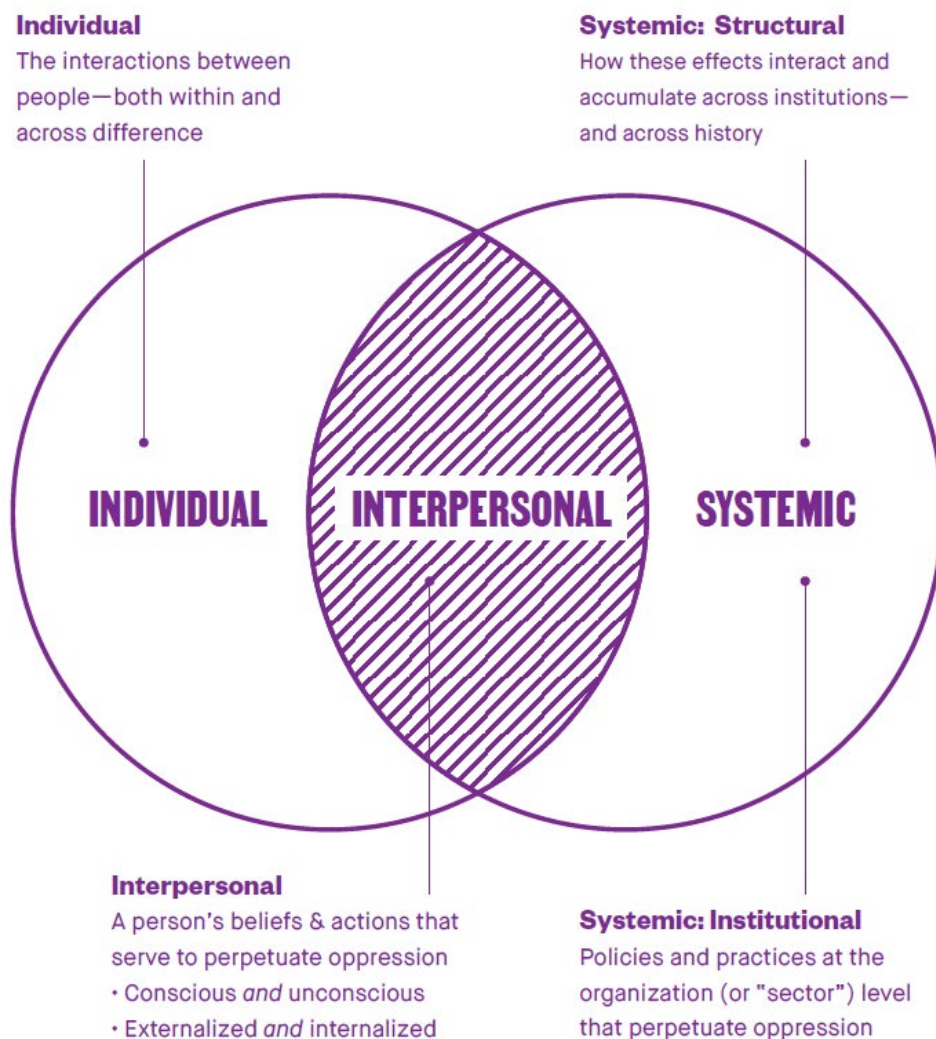 Individual
The interactions between
people—both within and
across difference
Systemic: Structural
How these effects interact and
accumulate across institutions—
and across history
INDIVIDUAL
INTERPERSONAL
SYSTEMIC
Interpersonal
A person's beliefs & actions that
serve to perpetuate oppression
• Conscious and unconscious
• Externalized and internalized
Systemic: Institutional
Policies and practices at the
organization (or "sector") level
that perpetuate oppression